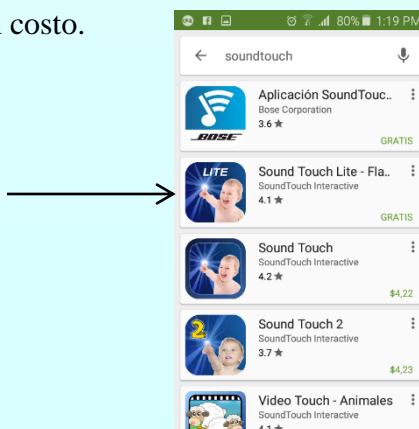 costo.
80% 1:19 PM
soundtouch
Aplicación SoundTouc..
Bose Corporation
3.6 ★
GRATIS
BOSE
LITE
Sound Touch Lite - Fla..
SoundTouch Interactive
4.1 ★
GRATIS
Sound Touch
SoundTouch Interactive
4.2 ★
$4,22
2
Sound Touch 2
SoundTouch Interactive
3.7 ★
$4,23
Video Touch - Animales
SoundTouch Interactive
4.1 ★